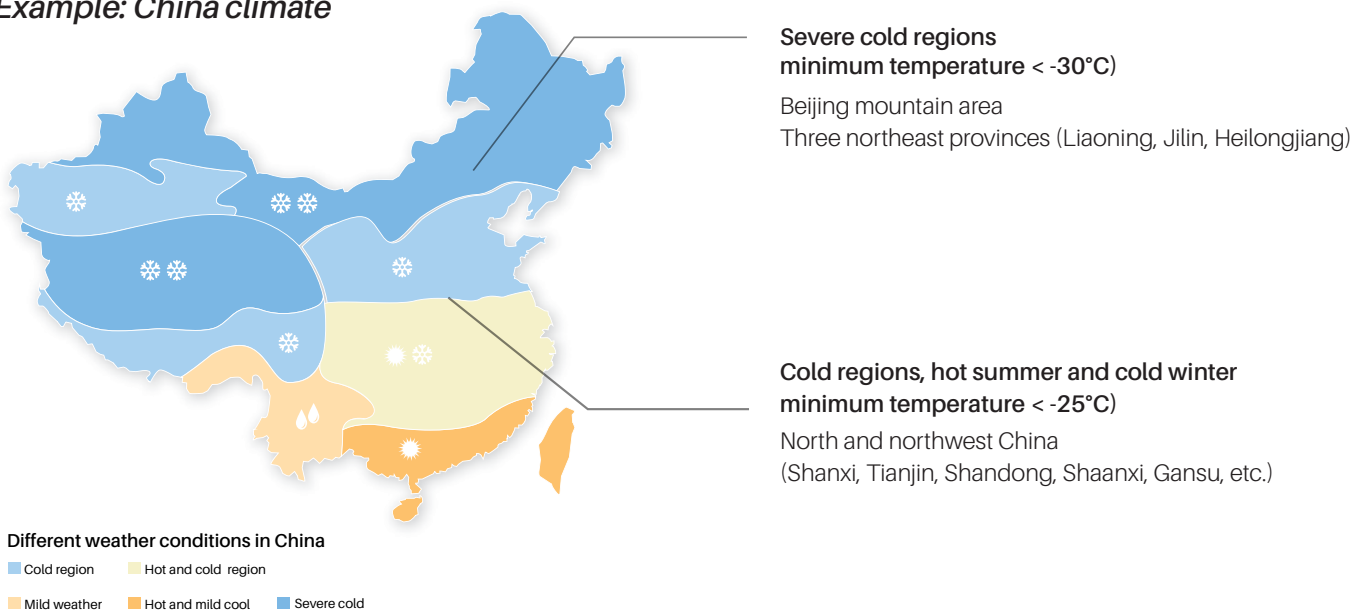 Example: China climate
Severe cold regions
minimum temperature < -30°C)
Beijing mountain area
Three northeast provinces (Liaoning, Jilin, Heilongjiang)
Cold regions, hot summer and cold winter
minimum temperature < -25°C)
North and northwest China
(Shanxi, Tianjin, Shandong, Shaanxi, Gansu, etc.)
Different weather conditions in China
Cold region Hot and cold region
Mild weather Hot and mild cool Severe cold